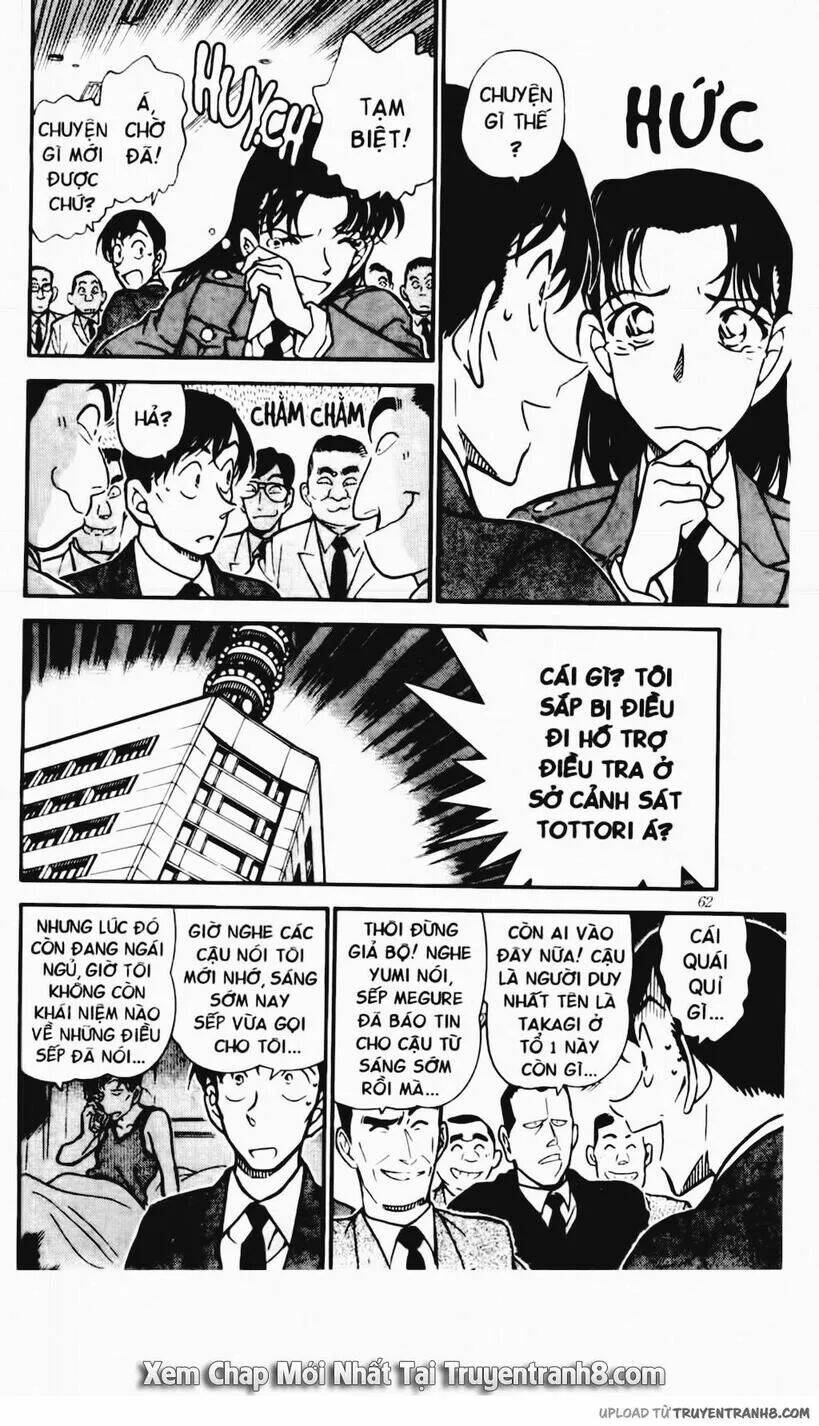 CHUYỆN
GÌ THẾ
?
HỨC
TẠM
BIỆT!
HUỴCH
Á,
CHỜ
ĐÃ!
CHUYỆN
GÌ MỚI
ĐƯỢC
CHỨ?
HẢ?
CHẰM CHẰM
CÁI GÌ? TÔI
SẮP BỊ ĐIỀU
ĐI HỖ TRỢ
ĐIỀU TRA Ở
SỞ CẢNH SÁT
TOTTORI Á?
62
CÁI
QUÁI
QUỈ
GÌ...
CÒN AI VÀO
ĐÂY NỮA! CẬU
LÀ NGƯỜI DUY
NHẤT TÊN LÀ
TAKAGI Ở
TỔ 1 NÀY
CÒN GÌ...
THÔI ĐỪNG
GIẢ BỘ! NGHE
YUMI NÓI,
SẾP MEGURE
ĐÃ BÁO TIN
CHO CẬU TỪ
SÁNG SỚM
RỒI MÀ...
GIỜ NGHE CÁC
CẬU NÓI TÔI
MỚI NHỚ, SÁNG
SỚM NAY
SẾP VỪA GỌI
CHO TÔI...
NHƯNG LÚC ĐÓ
CÒN ĐANG NGÁI
NGỦ, GIỜ TÔI
KHÔNG CÒN
KHÁI NIỆM NÀO
VỀ NHỮNG ĐIỀU
SẾP ĐÃ NÓI...
Xem Chap Mới Nhất Tại Truyentranh8.com
UPLOAD TỪ TRUYENTRANH8.COM